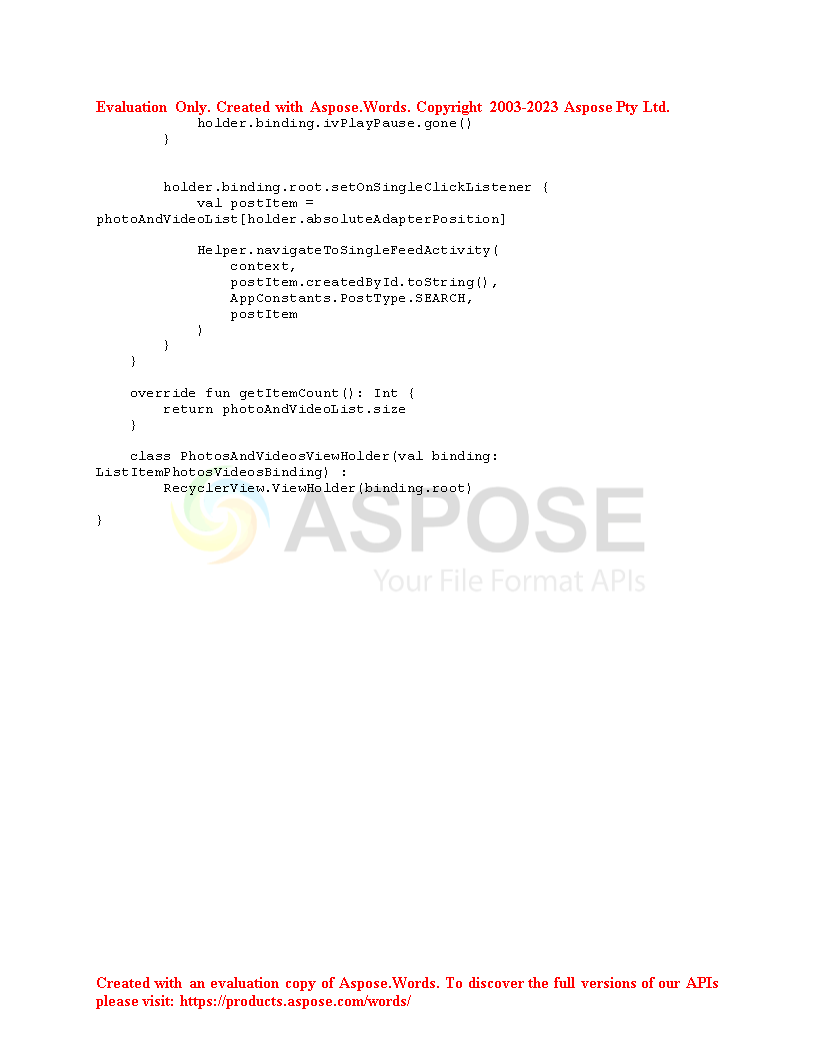 Evaluation Only. Created with Aspose.Words. Copyright 2003-2023 Aspose Pty Ltd.
            holder.binding.ivPlayPause.gone()
        }
        holder.binding.root.setOnSingleClickListener {
            val postItem =
photoAndVideoList[holder.absoluteAdapterPosition]
            Helper.navigateToSingleFeedActivity(
                context,
                postItem.createdById.toString(),
                AppConstants.PostType.SEARCH,
                postItem
            )
        }
    }
    override fun getItemCount(): Int {
        return photoAndVideoList.size
    }
    class PhotosAndVideosViewHolder(val binding:
ListItemPhotosVideosBinding) :
        RecyclerView.ViewHolder(binding.root)
}
ASPOSE
Your File Format APIs
Created with an evaluation copy of Aspose.Words. To discover the full versions of our APIs
please visit: https://products.aspose.com/words/